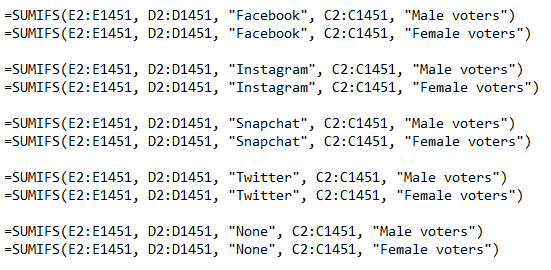 =SUMIFS(E2:E1451, D2:D1451, "Facebook", C2:C1451, "Male voters")
=SUMIFS(E2:E1451, D2:D1451, "Facebook", C2:C1451, "Female voters")
=SUMIFS(E2:E1451, D2:D1451, "Instagram", C2:C1451, "Male voters")
=SUMIFS(E2:E1451, D2:D1451, "Instagram", C2:C1451, "Female voters")
=SUMIFS(E2:E1451, D2:D1451, "Snapchat", C2:C1451, "Male voters")
=SUMIFS(E2:E1451, D2:D1451, "Snapchat", C2:C1451, "Female voters")
=SUMIFS(E2:E1451, D2:D1451, "Twitter", C2:C1451, "Male voters")
=SUMIFS(E2:E1451, D2:D1451, "Twitter", C2:C1451, "Female voters")
=SUMIFS(E2:E1451, D2:D1451, "None", C2:C1451, "Male voters")
=SUMIFS(E2:E1451, D2:D1451, "None", C2:C1451, "Female voters")